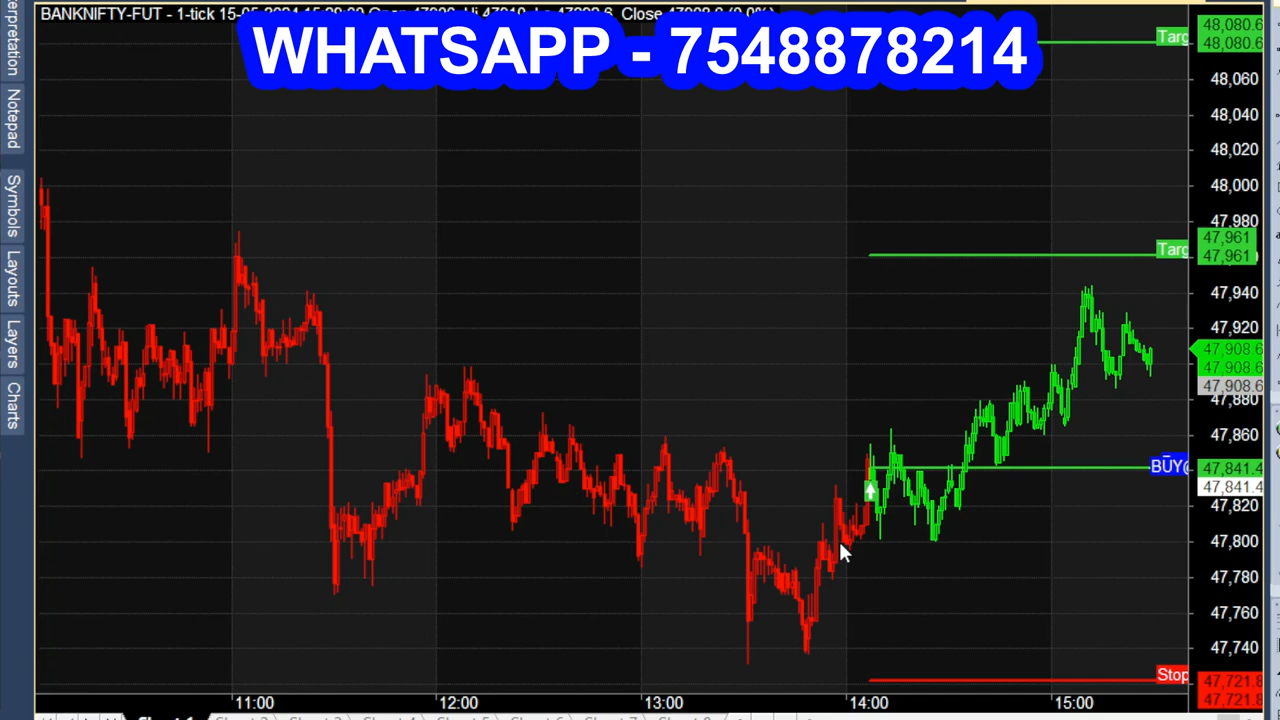 BANKNIFTY-FUT - 1-tick
WHATSAPP - 7548878214
erpretation
Notepad
Symbols
Layouts
Layers
Charts
Targ
48,080.6
48,080.6
48,060
48,040
48,020
48,000
47,980
Targ
47,961
47,961
47,940
47,920
47,908.6
47,908.6
47,908.6
47,880
47,860
BUY@
47,841.4
47,841.4
47,820
47,800
47,780
47,760
47,740
Stop
47,721.8
47,721.8
11:00 12:00 13:00 14:00 15:00